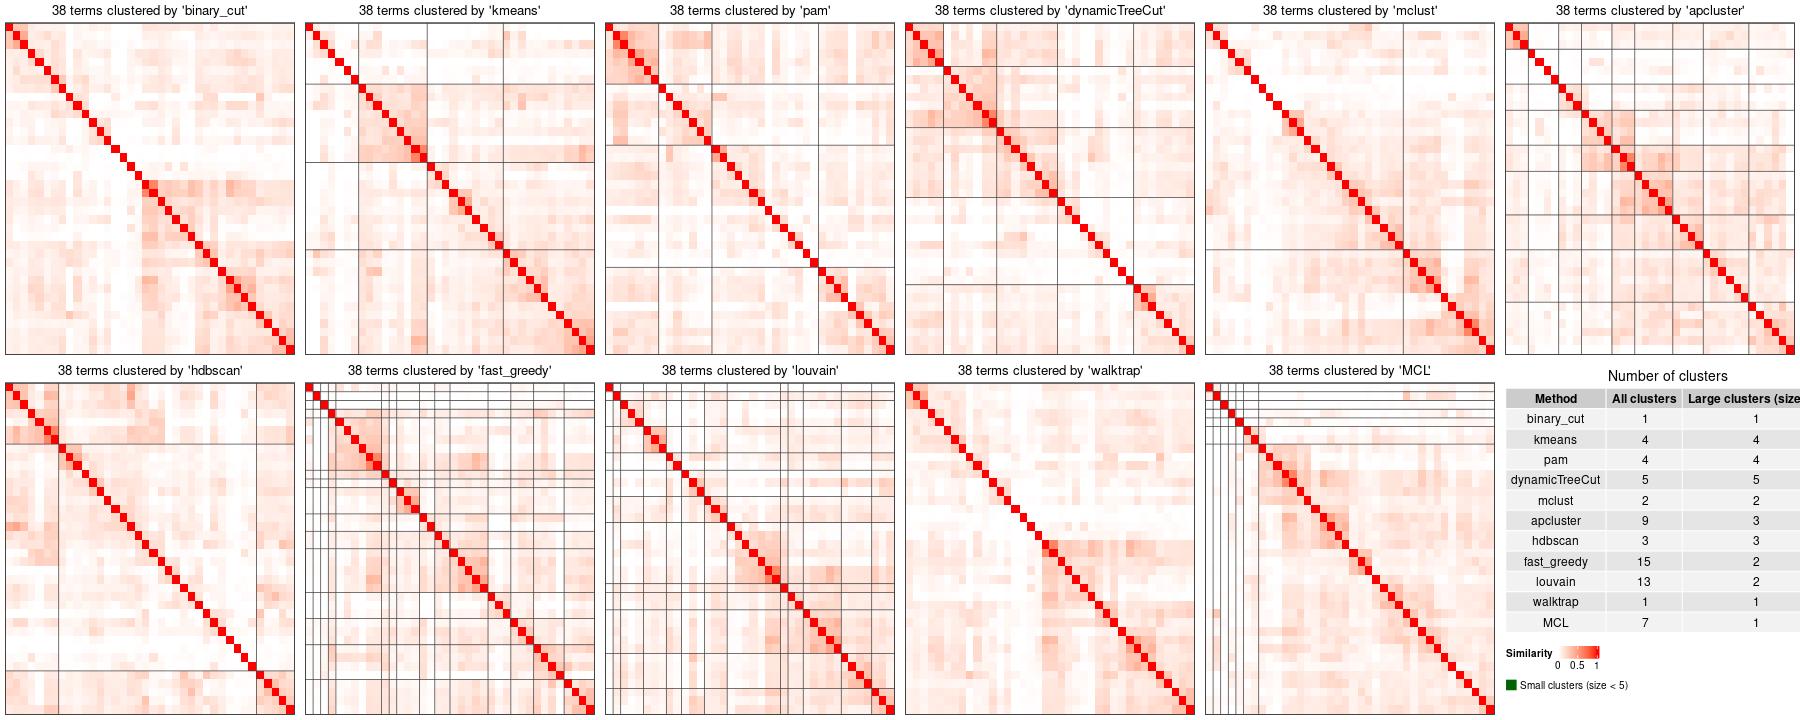 38 terms clustered by 'binary_cut'
38 terms clustered by 'kmeans'
38 terms clustered by 'pam'
38 terms clustered by 'dynamicTreeCut'
38 terms clustered by 'mclust'
38 terms clustered by 'apcluster'
38 terms clustered by 'hdbscan'
38 terms clustered by 'fast_greedy'
38 terms clustered by 'louvain'
38 terms clustered by 'walktrap'
38 terms clustered by 'MCL'
Number of clusters
Method All clusters Large clusters (size
binary_cut 1 1
kmeans 4 4
pam 4 4
dynamicTreeCut 5 5
mclust 2 2
apcluster 9 3
hdbscan 3 3
fast_greedy 15 2
louvain 13 2
walktrap 1 1
MCL 7 1
Similarity
0 0.5 1
Small clusters (size < 5)